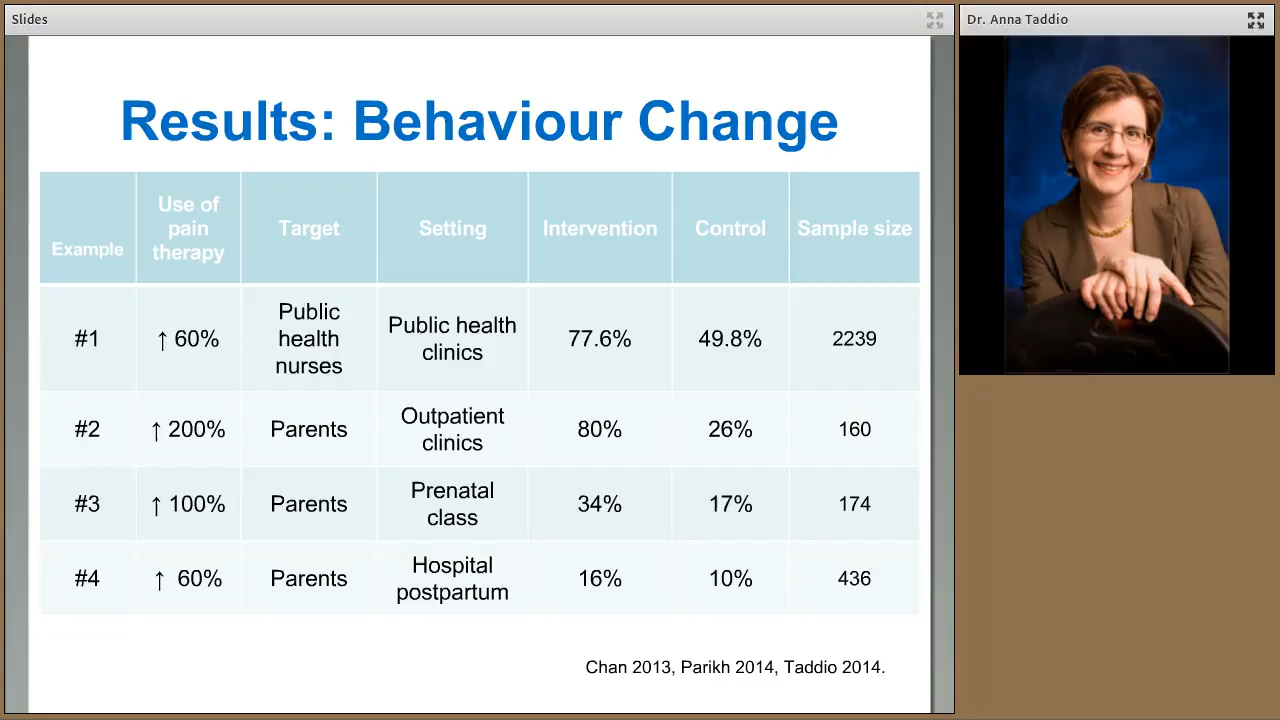 Slides
Dr. Anna Taddio
Results: Behaviour Change
Example
Use of
pain
therapy
Target
Setting
Intervention
Control
Sample size
#1
↑ 60%
Public
health
nurses
Public health
clinics
77.6%
49.8%
2239
#2
↑ 200%
Parents
Outpatient
clinics
80%
26%
160
#3
↑ 100%
Parents
Prenatal
class
34%
17%
174
#4
↑ 60%
Parents
Hospital
postpartum
16%
10%
436
Chan 2013, Parikh 2014, Taddio 2014.